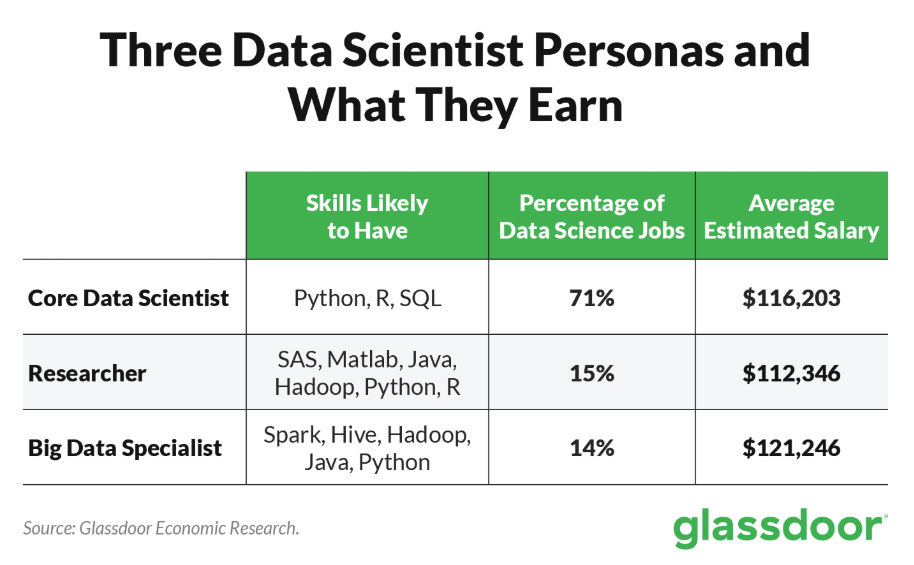 Three Data Scientist Personas and
What They Earn
Skills Likely
to Have
Percentage of
Data Science Jobs
Average
Estimated Salary
Core Data Scientist
Python, R, SQL
71%
$116,203
Researcher
SAS, Matlab, Java,
Hadoop, Python, R
15%
$112,346
Big Data Specialist
Spark, Hive, Hadoop,
Java, Python
14%
$121,246
Source: Glassdoor Economic Research.
glassdoor®